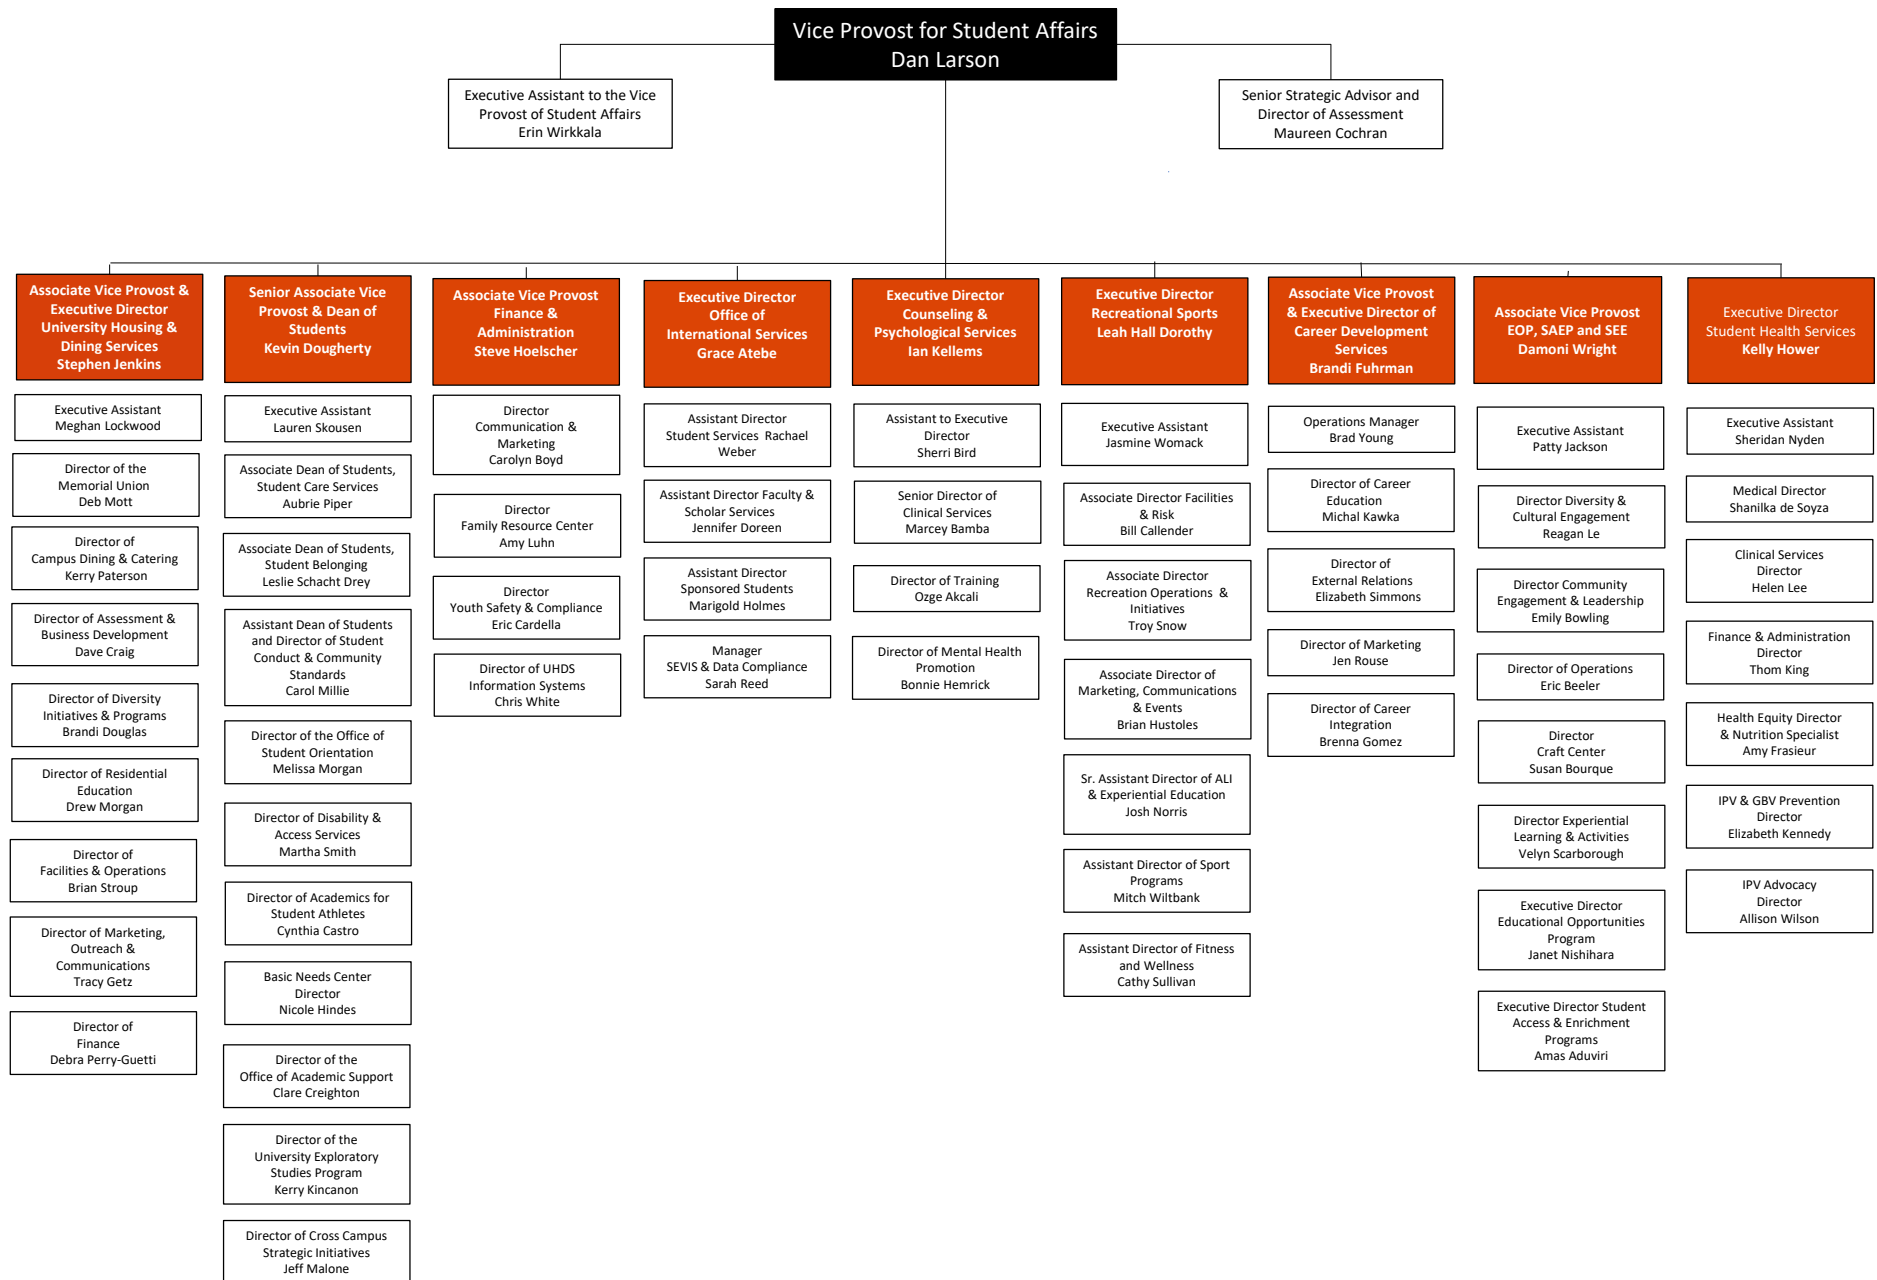 Vice Provost for Student Affairs
Dan Larson
Executive Assistant to the Vice
Provost of Student Affairs
Erin Wirkkala
Senior Strategic Advisor and
Director of Assessment
Maureen Cochran
Associate Vice Provost &
Executive Director
University Housing &
Dining Services
Stephen Jenkins
Executive Assistant
Meghan Lockwood
Director of the
Memorial Union
Deb Mott
Director of
Campus Dining & Catering
Kerry Paterson
Director of Assessment &
Business Development
Dave Craig
Director of Diversity
Initiatives & Programs
Brandi Douglas
Director of Residential
Education
Drew Morgan
Director of
Facilities & Operations
Brian Stroup
Director of Marketing,
Outreach &
Communications
Tracy Getz
Director of
Finance
Debra Perry-Guetti
Senior Associate Vice
Provost & Dean of
Students
Kevin Dougherty
Executive Assistant
Lauren Skousen
Associate Dean of Students,
Student Care Services
Aubrie Piper
Associate Dean of Students,
Student Belonging
Leslie Schacht Drey
Assistant Dean of Students
and Director of Student
Conduct & Community
Standards
Carol Millie
Director of the Office of
Student Orientation
Melissa Morgan
Director of Disability &
Access Services
Martha Smith
Director of Academics for
Student Athletes
Cynthia Castro
Basic Needs Center
Director
Nicole Hindes
Director of the
Office of Academic Support
Clare Creighton
Director of the
University Exploratory
Studies Program
Kerry Kincanon
Director of Cross Campus
Strategic Initiatives
Jeff Malone
Associate Vice Provost
Finance &
Administration
Steve Hoelscher
Director
Communication &
Marketing
Carolyn Boyd
Director
Family Resource Center
Amy Luhn
Director
Youth Safety & Compliance
Eric Cardella
Director of UHDS
Information Systems
Chris White
Executive Director
Office of
International Services
Grace Atebe
Assistant Director
Student Services Rachael
Weber
Assistant Director Faculty &
Scholar Services
Jennifer Doreen
Assistant Director
Sponsored Students
Marigold Holmes
Manager
SEVIS & Data Compliance
Sarah Reed
Executive Director
Counseling &
Psychological Services
Ian Kellems
Assistant to Executive
Director
Sherri Bird
Senior Director of
Clinical Services
Marcey Bamba
Director of Training
Ozge Akcali
Director of Mental Health
Promotion
Bonnie Hemrick
Executive Director
Recreational Sports
Leah Hall Dorothy
Executive Assistant
Jasmine Womack
Associate Director Facilities
& Risk
Bill Callender
Associate Director
Recreation Operations &
Initiatives
Troy Snow
Associate Director of
Marketing, Communications
& Events
Brian Hustoles
Sr. Assistant Director of ALI
& Experiential Education
Josh Norris
Assistant Director of Sport
Programs
Mitch Wiltbank
Assistant Director of Fitness
and Wellness
Cathy Sullivan
Associate Vice Provost
& Executive Director of
Career Development
Services
Brandi Fuhrman
Operations Manager
Brad Young
Director of Career
Education
Michal Kawka
Director of
External Relations
Elizabeth Simmons
Director of Marketing
Jen Rouse
Director of Career
Integration
Brenna Gomez
Associate Vice Provost
EOP, SAEP and SEE
Damoni Wright
Executive Assistant
Patty Jackson
Director Diversity &
Cultural Engagement
Reagan Le
Director Community
Engagement & Leadership
Emily Bowling
Director of Operations
Eric Beeler
Director
Craft Center
Susan Bourque
Director Experiential
Learning & Activities
Velyn Scarborough
Executive Director
Educational Opportunities
Program
Janet Nishihara
Executive Director Student
Access & Enrichment
Programs
Amas Aduviri
Executive Director
Student Health Services
Kelly Hower
Executive Assistant
Sheridan Nyden
Medical Director
Shanilka de Soyza
Clinical Services
Director
Helen Lee
Finance & Administration
Director
Thom King
Health Equity Director
& Nutrition Specialist
Amy Frasieur
IPV & GBV Prevention
Director
Elizabeth Kennedy
IPV Advocacy
Director
Allison Wilson